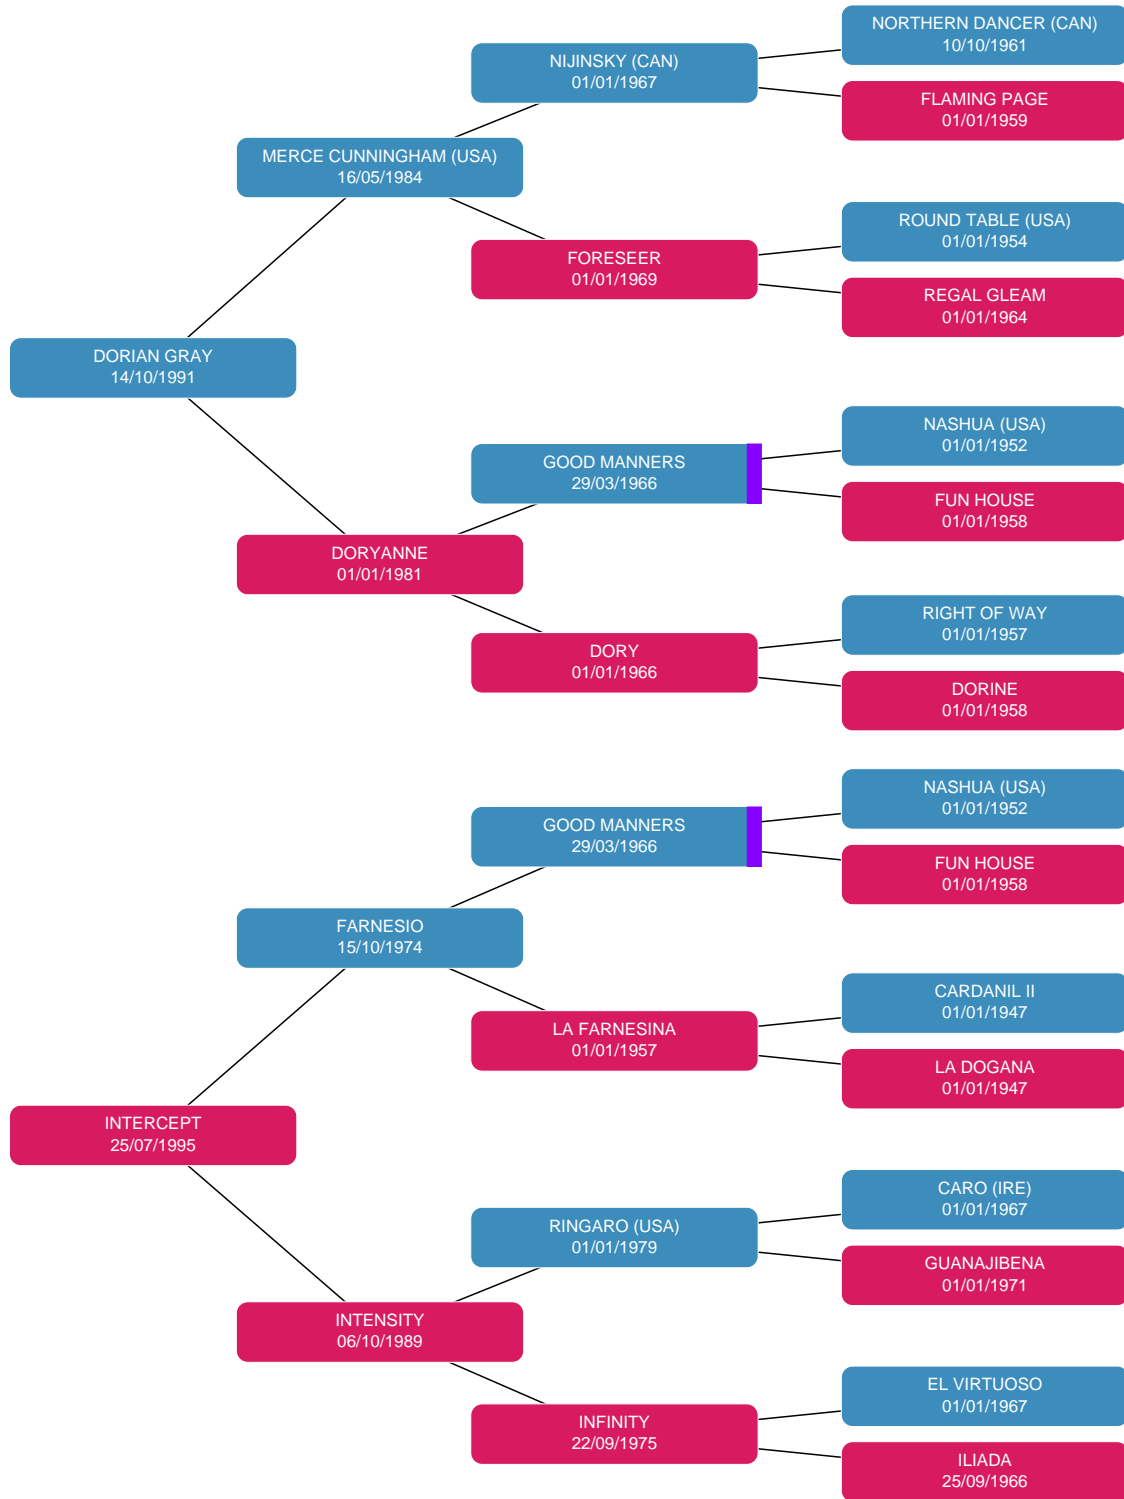 NORTHERN DANCER (CAN)
10/10/1961
NIJINSKY (CAN)
01/01/1967
FLAMING PAGE
01/01/1959
MERCE CUNNINGHAM (USA)
16/05/1984
ROUND TABLE (USA)
01/01/1954
FORESEER
01/01/1969
REGAL GLEAM
01/01/1964
DORIAN GRAY
14/10/1991
NASHUA (USA)
01/01/1952
GOOD MANNERS
29/03/1966
FUN HOUSE
01/01/1958
DORYANNE
01/01/1981
RIGHT OF WAY
01/01/1957
DORY
01/01/1966
DORINE
01/01/1958
NASHUA (USA)
01/01/1952
GOOD MANNERS
29/03/1966
FUN HOUSE
01/01/1958
FARNESIO
15/10/1974
CARDANIL II
01/01/1947
LA FARNESINA
01/01/1957
LA DOGANA
01/01/1947
INTERCEPT
25/07/1995
CARO (IRE)
01/01/1967
RINGARO (USA)
01/01/1979
GUANAJIBENA
01/01/1971
INTENSITY
06/10/1989
EL VIRTUOSO
01/01/1967
INFINITY
22/09/1975
ILIADA
25/09/1966